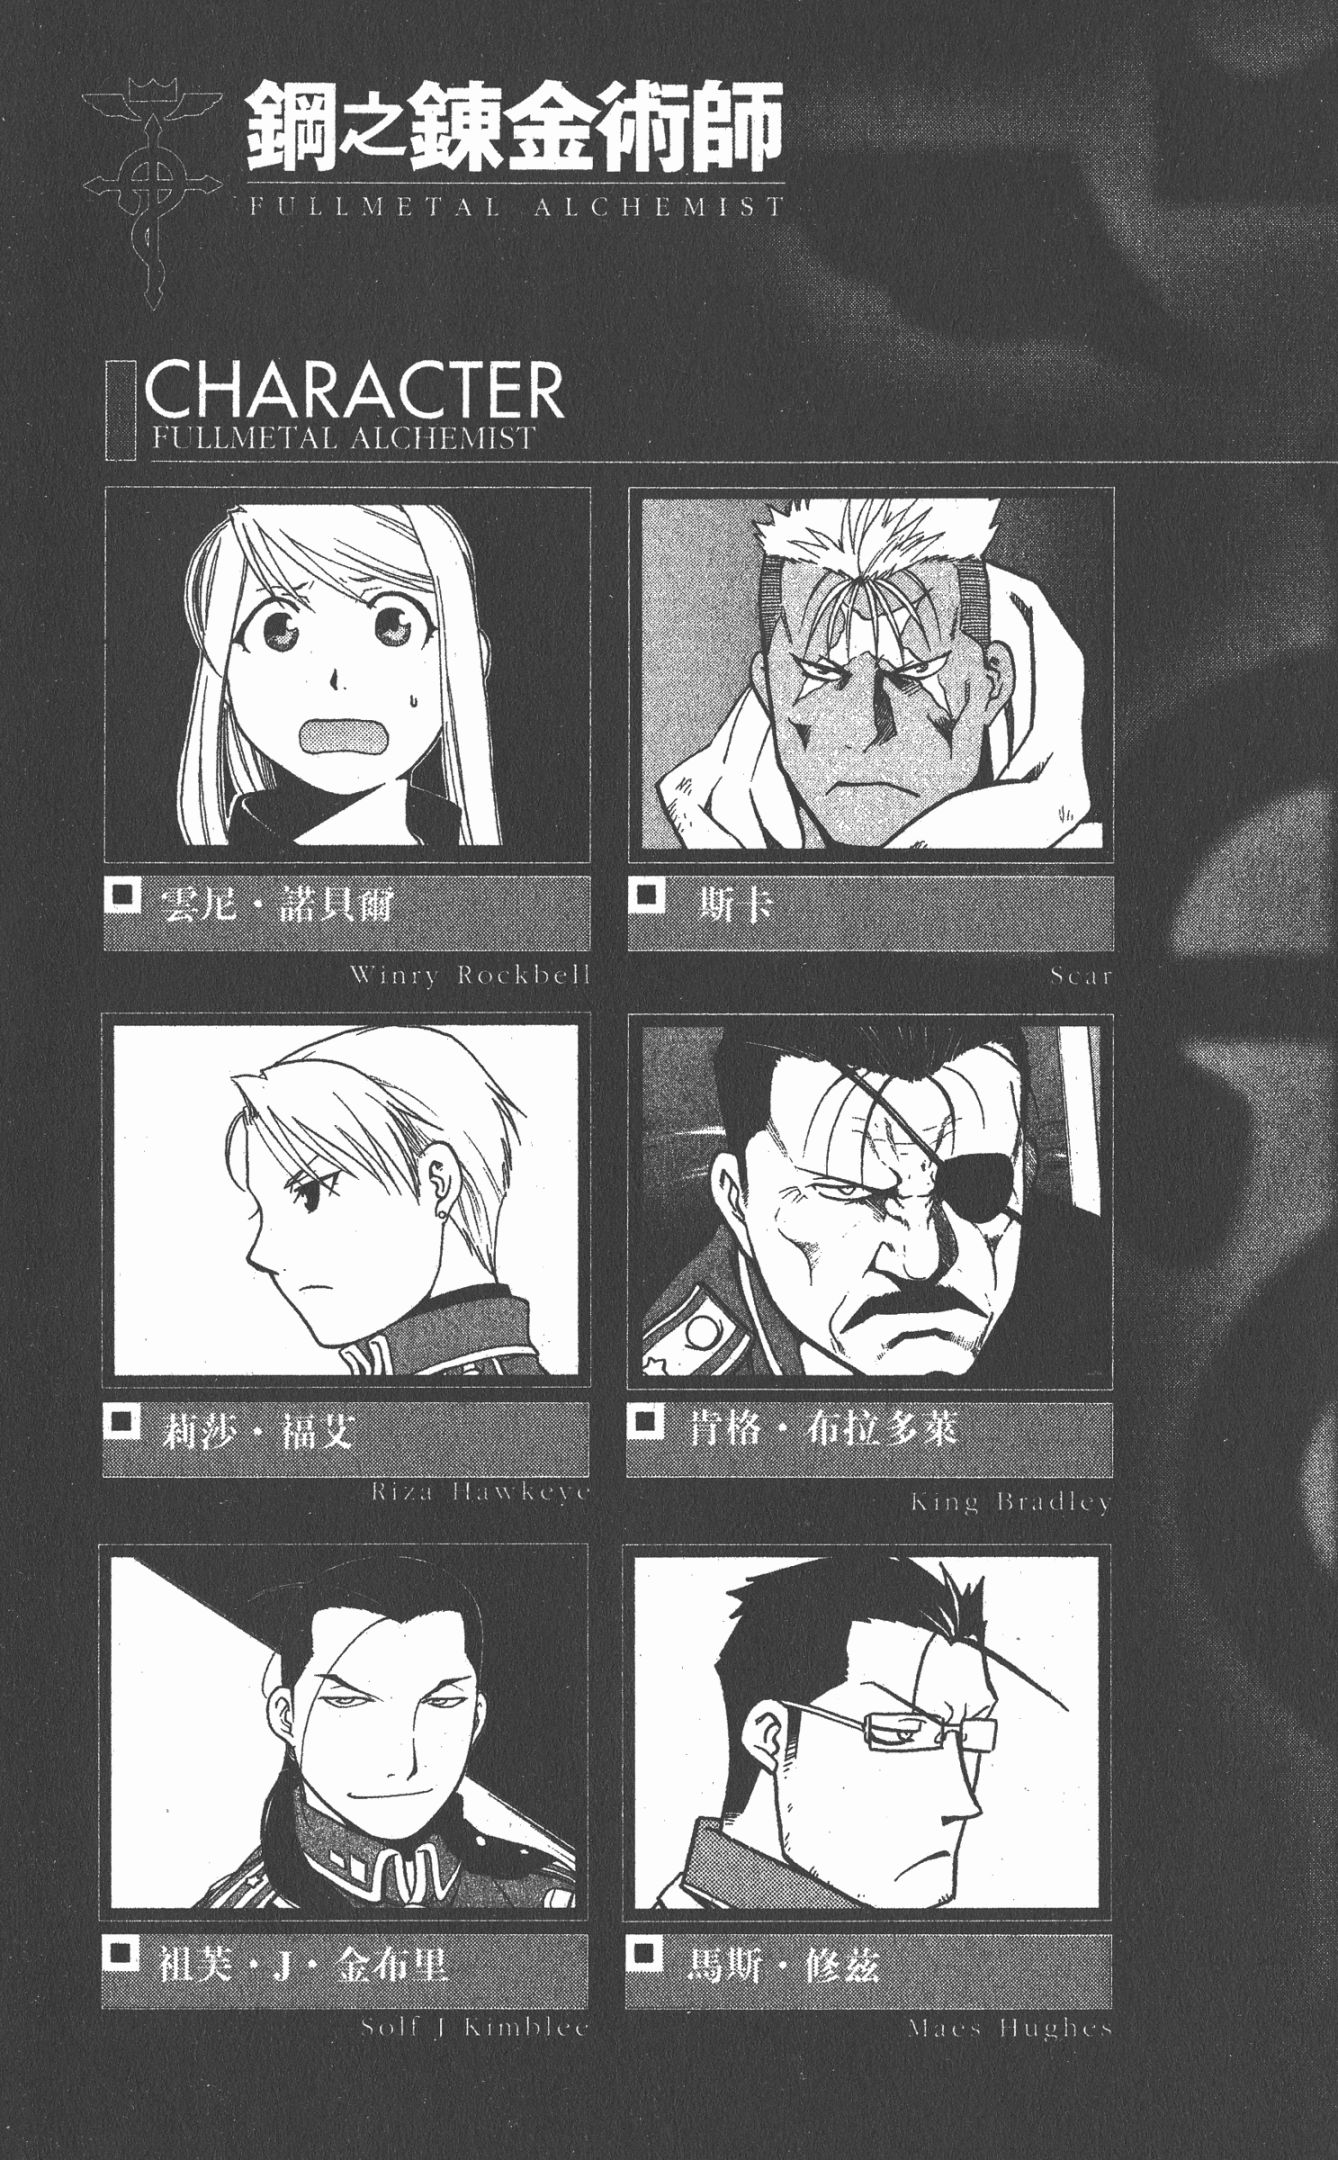 鋼之錬金術師
FULLMETAL ALCHEMIST
CHARACTER
FULLMETAL ALCHEMIST
雲尼・諾貝爾
Winry Rockbell
斯卡
Scar
莉莎・福艾
Riza Hawkeye
肯格・布拉多萊
King Bradley
祖芙・J・金布里
Solf J Kimblee
馬斯・修茲
Maes Hughes